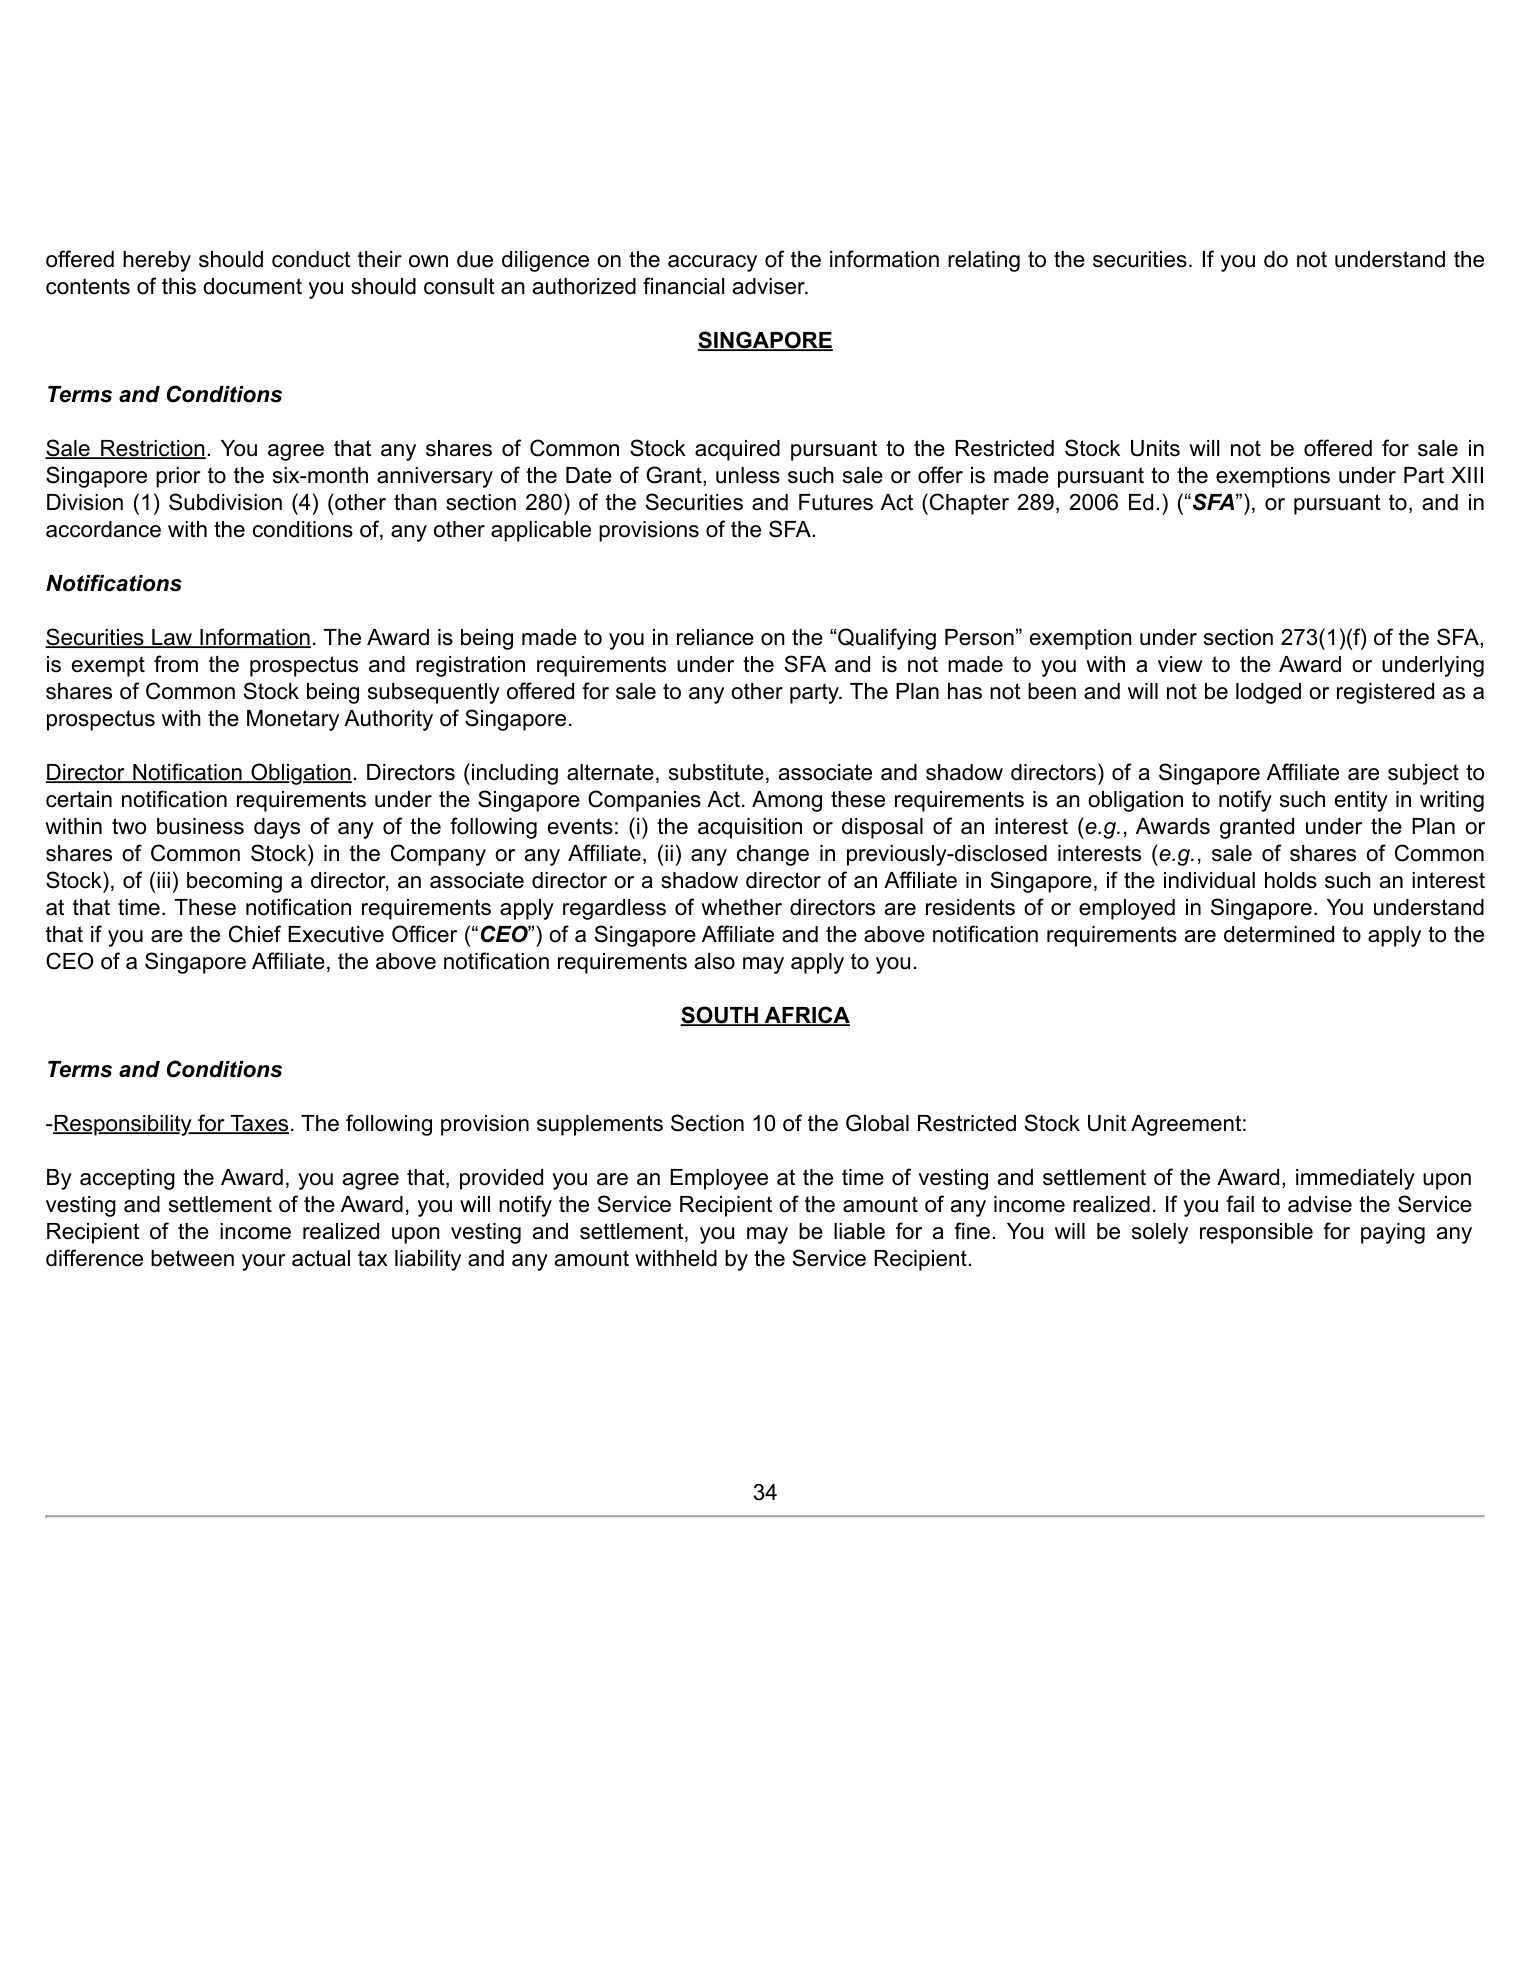 offered hereby should conduct their own due diligence on the accuracy of the information relating to the securities. If you do not understand the
contents of this document you should consult an authorized financial adviser.
SINGAPORE
Terms and Conditions
Sale Restriction. You agree that any shares of Common Stock acquired pursuant to the Restricted Stock Units will not be offered for sale in
Singapore prior to the six-month anniversary of the Date of Grant, unless such sale or offer is made pursuant to the exemptions under Part XIII
Division (1) Subdivision (4) (other than section 280) of the Securities and Futures Act (Chapter 289, 2006 Ed.) (“SFA”), or pursuant to, and in
accordance with the conditions of, any other applicable provisions of the SFA.
Notifications
Securities Law Information. The Award is being made to you in reliance on the “Qualifying Person” exemption under section 273(1)(f) of the SFA,
is exempt from the prospectus and registration requirements under the SFA and is not made to you with a view to the Award or underlying
shares of Common Stock being subsequently offered for sale to any other party. The Plan has not been and will not be lodged or registered as a
prospectus with the Monetary Authority of Singapore.
Director Notification Obligation. Directors (including alternate, substitute, associate and shadow directors) of a Singapore Affiliate are subject to
certain notification requirements under the Singapore Companies Act. Among these requirements is an obligation to notify such entity in writing
within two business days of any of the following events: (i) the acquisition or disposal of an interest (e.g., Awards granted under the Plan or
shares of Common Stock) in the Company or any Affiliate, (ii) any change in previously-disclosed interests (e.g., sale of shares of Common
Stock), of (iii) becoming a director, an associate director or a shadow director of an Affiliate in Singapore, if the individual holds such an interest
at that time. These notification requirements apply regardless of whether directors are residents of or employed in Singapore. You understand
that if you are the Chief Executive Officer (“CEO”) of a Singapore Affiliate and the above notification requirements are determined to apply to the
CEO of a Singapore Affiliate, the above notification requirements also may apply to you.
SOUTH AFRICA
Terms and Conditions
-Responsibility for Taxes. The following provision supplements Section 10 of the Global Restricted Stock Unit Agreement:
By accepting the Award, you agree that, provided you are an Employee at the time of vesting and settlement of the Award, immediately upon
vesting and settlement of the Award, you will notify the Service Recipient of the amount of any income realized. If you fail to advise the Service
Recipient of the income realized upon vesting and settlement, you may be liable for a fine. You will be solely responsible for paying any
difference between your actual tax liability and any amount withheld by the Service Recipient.
34